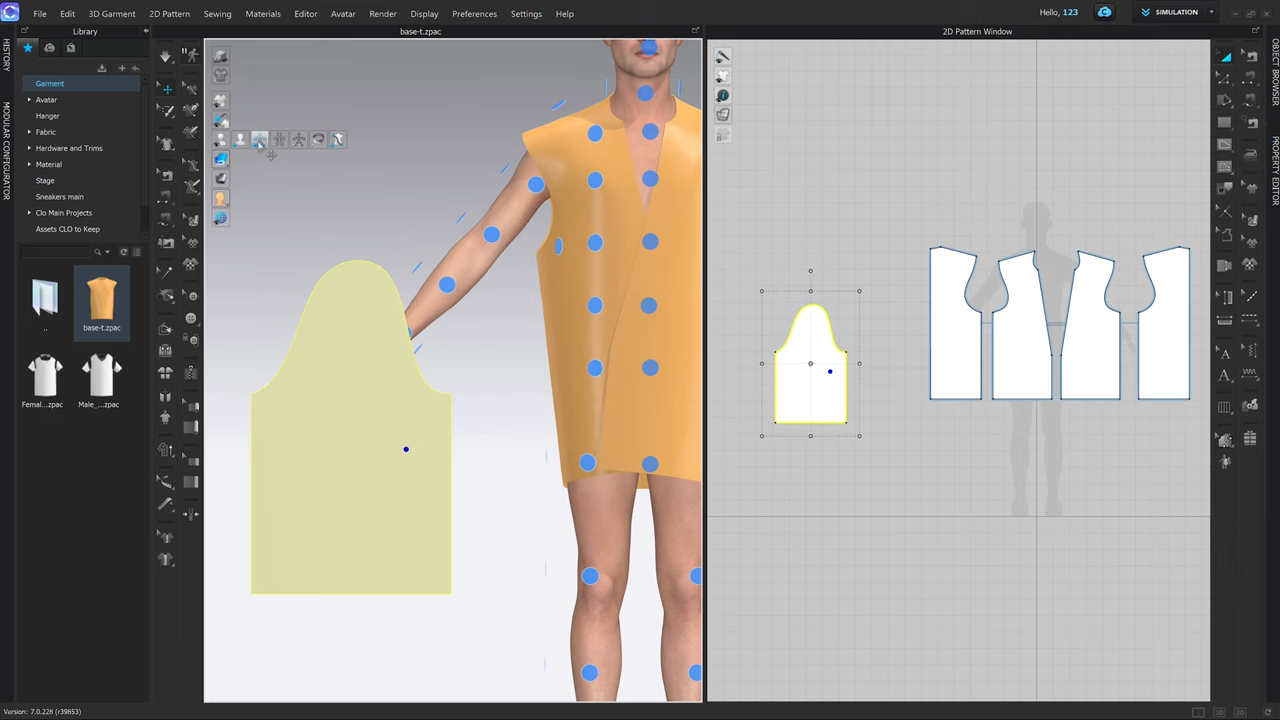 File Edit 3D Garment 2D Pattern Sewing Materials Editor Avatar Render Display Preferences Settings Help
Hello, 123
SIMULATION
Library
base-t.zpac
2D Pattern Window
HISTORY
MODULAR CONFIGURATOR
Garment
Avatar
Hanger
Fabric
Hardware and Trims
Material
Stage
Sneakers main
Clo Main Projects
Assets CLO to Keep
..
base-t.zpac
Femal...zpac
Male_...zpac
OBJECT BROWSER
PROPERTY EDITOR
Version: 7.0.228 (r39853)